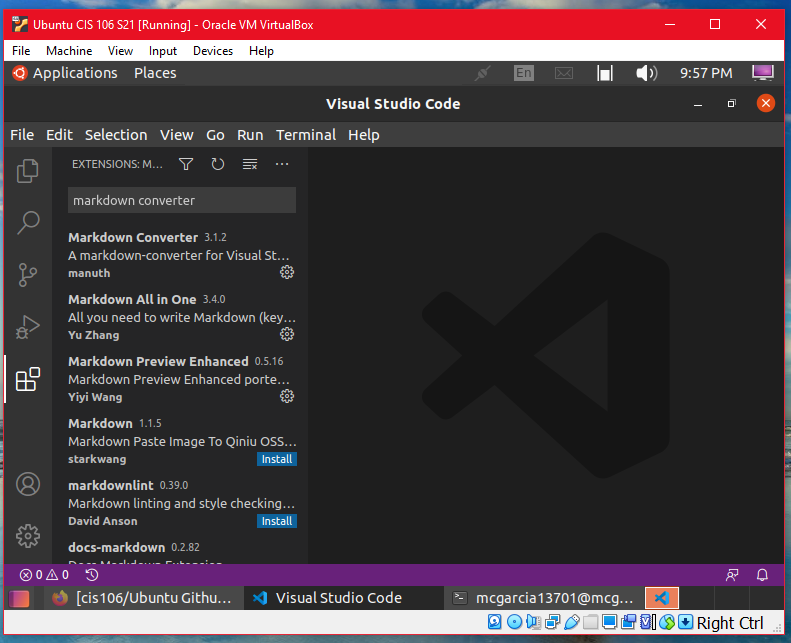 Ubuntu CIS 106 S21 [Running] - Oracle VM VirtualBox
File Machine View Input Devices Help
Applications Places En 9:57 PM
Visual Studio Code
File Edit Selection View Go Run Terminal Help
EXTENSIONS: M...
markdown converter
Markdown Converter 3.1.2
A markdown-converter for Visual St...
manuth
Markdown All in One 3.4.0
All you need to write Markdown (key...
Yu Zhang
Markdown Preview Enhanced 0.5.16
Markdown Preview Enhanced porte...
Yiyi Wang
Markdown 1.1.5
Markdown Paste Image To Qiniu OSS...
starkwang Install
markdownlint 0.39.0
Markdown linting and style checking...
David Anson Install
docs-markdown 0.2.82
Docs Markdown Extension
0 0
[cis106/Ubuntu Githu... Visual Studio Code mcgarcia13701@mcg...
Right Ctrl